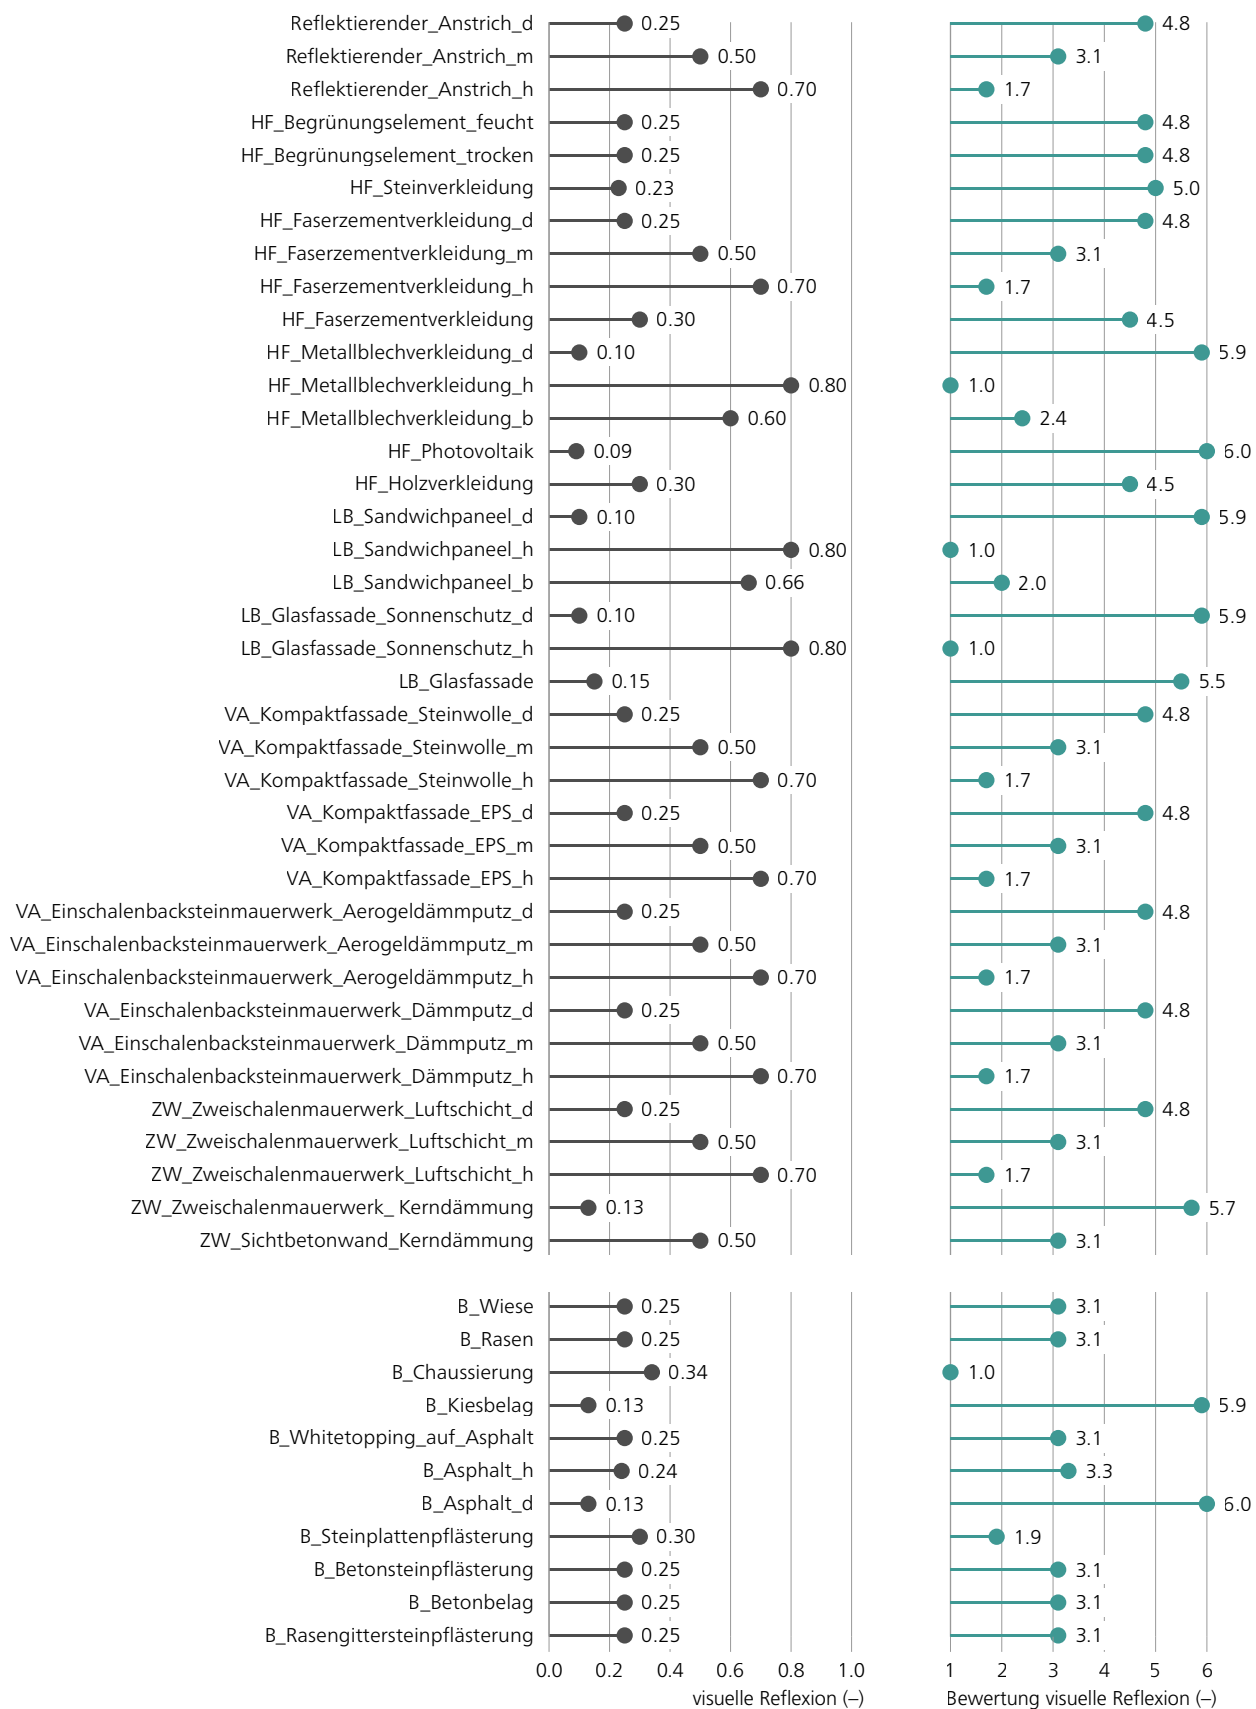 Reflektierender_Anstrich_d 0.25 4.8
Reflektierender_Anstrich_m 0.50 3.1
Reflektierender_Anstrich_h 0.70 1.7
HF_Begrünungselement_feucht 0.25 4.8
HF_Begrünungselement_trocken 0.25 4.8
HF_Steinverkleidung 0.23 5.0
HF_Faserzementverkleidung_d 0.25 4.8
HF_Faserzementverkleidung_m 0.50 3.1
HF_Faserzementverkleidung_h 0.70 1.7
HF_Faserzementverkleidung 0.30 4.5
HF_Metallblechverkleidung_d 0.10 5.9
HF_Metallblechverkleidung_h 0.80 1.0
HF_Metallblechverkleidung_b 0.60 2.4
HF_Photovoltaik 0.09 6.0
HF_Holzverkleidung 0.30 4.5
LB_Sandwichpaneel_d 0.10 5.9
LB_Sandwichpaneel_h 0.80 1.0
LB_Sandwichpaneel_b 0.66 2.0
LB_Glasfassade_Sonnenschutz_d 0.10 5.9
LB_Glasfassade_Sonnenschutz_h 0.80 1.0
LB_Glasfassade 0.15 5.5
VA_Kompaktfassade_Steinwolle_d 0.25 4.8
VA_Kompaktfassade_Steinwolle_m 0.50 3.1
VA_Kompaktfassade_Steinwolle_h 0.70 1.7
VA_Kompaktfassade_EPS_d 0.25 4.8
VA_Kompaktfassade_EPS_m 0.50 3.1
VA_Kompaktfassade_EPS_h 0.70 1.7
VA_Einschalenbacksteinmauerwerk_Aerogeldämmputz_d 0.25 4.8
VA_Einschalenbacksteinmauerwerk_Aerogeldämmputz_m 0.50 3.1
VA_Einschalenbacksteinmauerwerk_Aerogeldämmputz_h 0.70 1.7
VA_Einschalenbacksteinmauerwerk_Dämmputz_d 0.25 4.8
VA_Einschalenbacksteinmauerwerk_Dämmputz_m 0.50 3.1
VA_Einschalenbacksteinmauerwerk_Dämmputz_h 0.70 1.7
ZW_Zweischalenmauerwerk_Luftschicht_d 0.25 4.8
ZW_Zweischalenmauerwerk_Luftschicht_m 0.50 3.1
ZW_Zweischalenmauerwerk_Luftschicht_h 0.70 1.7
ZW_Zweischalenmauerwerk_ Kerndämmung 0.13 5.7
ZW_Sichtbetonwand_Kerndämmung 0.50 3.1
B_Wiese 0.25 3.1
B_Rasen 0.25 3.1
B_Chaussierung 0.34 1.0
B_Kiesbelag 0.13 5.9
B_Whitetopping_auf_Asphalt 0.25 3.1
B_Asphalt_h 0.24 3.3
B_Asphalt_d 0.13 6.0
B_Steinplattenpflästerung 0.30 1.9
B_Betonsteinpflästerung 0.25 3.1
B_Betonbelag 0.25 3.1
B_Rasengittersteinpflästerung 0.25 3.1
0.0 0.2 0.4 0.6 0.8 1.0 1 2 3 4 5 6
visuelle Reflexion (–) Bewertung visuelle Reflexion (–)